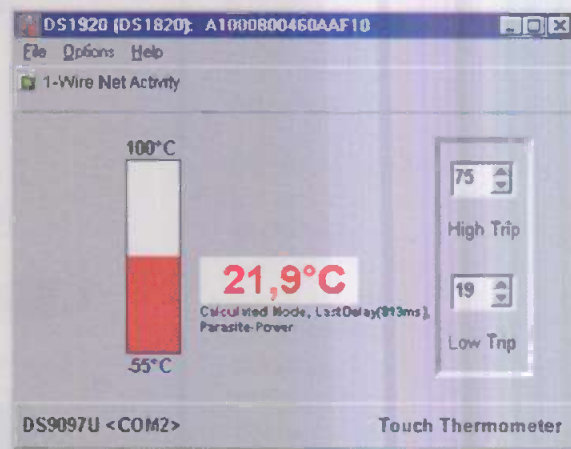 DS1920 (DS1820): A1000800460AAF10
File Options Help
1-Wire Net Activity
100°C
21,9°C
Calculated Mode, LastDelay(813ms),
Parasite-Power
-55°C
75
High Trip
19
Low Trip
DS9097U <COM2>
Touch Thermometer